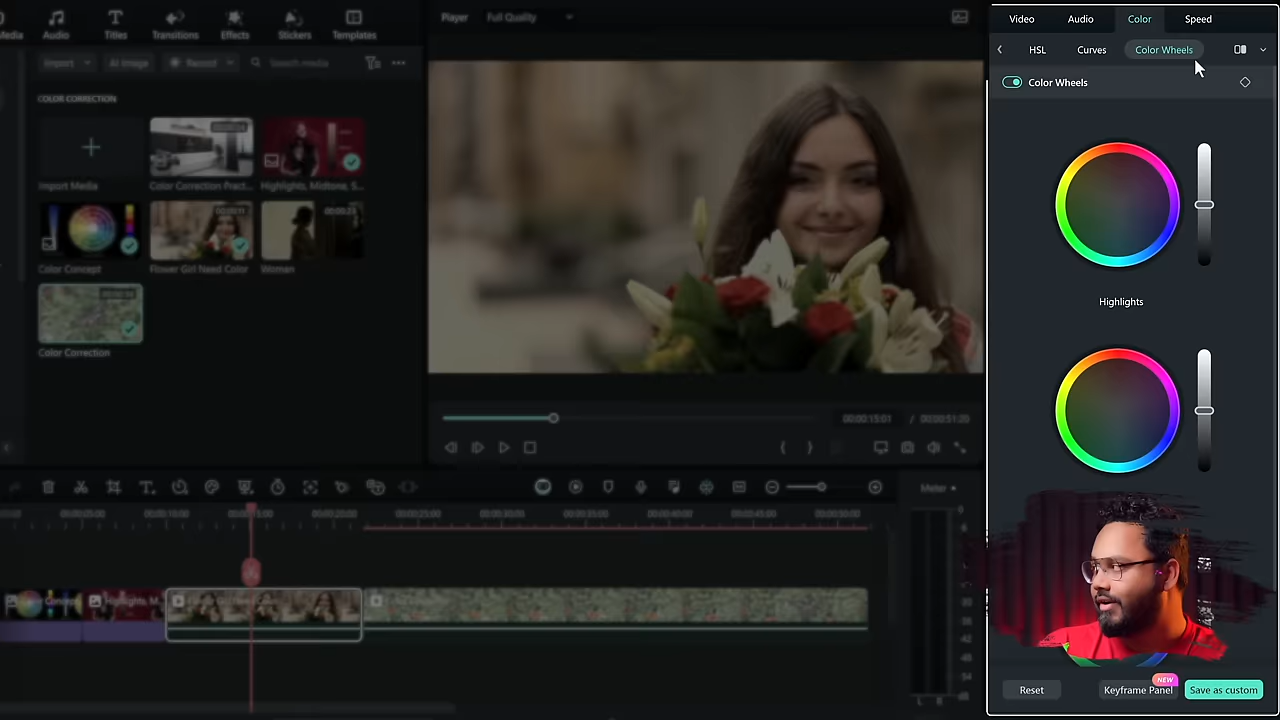 Media
Audio
Titles
Transitions
Effects
Stickers
Templates
Player
Full Quality
Video
Audio
Color
Speed
HSL
Curves
Color Wheels
Color Wheels
Import
AI Image
Record
Search media
COLOR CORRECTION
Import Media
Color Correction Pract...
Highlights, Midtons, S...
Color Concept
Flower Girl Need Color
Woman
Color Correction
Highlights
00:00:15:01
/
00:00:51:20
Meter
Reset
Keyframe Panel
NEW
Save as custom